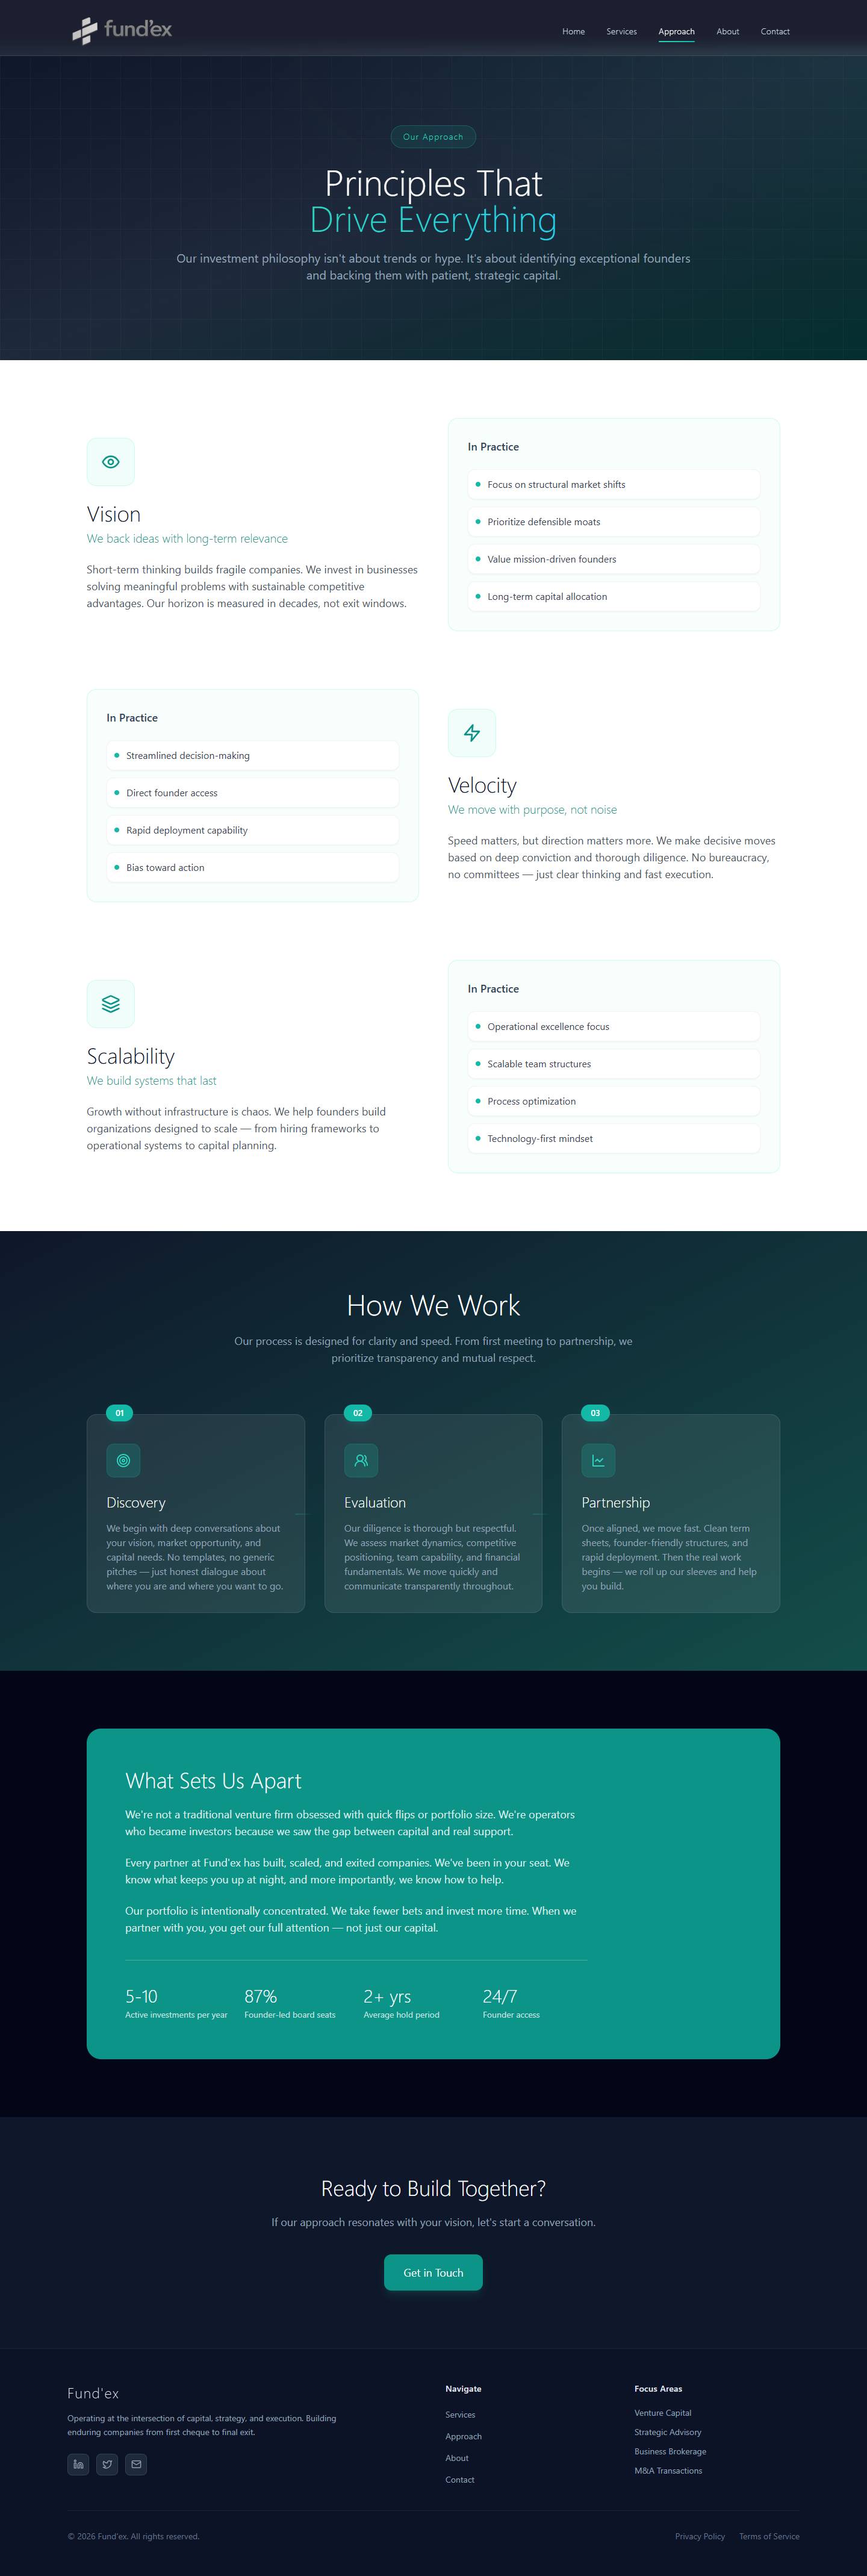 fund'ex
Home Services Approach About Contact
Our Approach
Principles That
Drive Everything
Our investment philosophy isn't about trends or hype. It's about identifying exceptional founders
and backing them with patient, strategic capital.
Vision
We back ideas with long-term relevance
Short-term thinking builds fragile companies. We invest in businesses
solving meaningful problems with sustainable competitive
advantages. Our horizon is measured in decades, not exit windows.
In Practice
Focus on structural market shifts
Prioritize defensible moats
Value mission-driven founders
Long-term capital allocation
In Practice
Streamlined decision-making
Direct founder access
Rapid deployment capability
Bias toward action
Velocity
We move with purpose, not noise
Speed matters, but direction matters more. We make decisive moves
based on deep conviction and thorough diligence. No bureaucracy,
no committees — just clear thinking and fast execution.
Scalability
We build systems that last
Growth without infrastructure is chaos. We help founders build
organizations designed to scale — from hiring frameworks to
operational systems to capital planning.
In Practice
Operational excellence focus
Scalable team structures
Process optimization
Technology-first mindset
How We Work
Our process is designed for clarity and speed. From first meeting to partnership, we
prioritize transparency and mutual respect.
01
Discovery
We begin with deep conversations about
your vision, market opportunity, and
capital needs. No templates, no generic
pitches — just honest dialogue about
where you are and where you want to go.
02
Evaluation
Our diligence is thorough but respectful.
We assess market dynamics, competitive
positioning, team capability, and financial
fundamentals. We move quickly and
communicate transparently throughout.
03
Partnership
Once aligned, we move fast. Clean term
sheets, founder-friendly structures, and
rapid deployment. Then the real work
begins — we roll up our sleeves and help
you build.
What Sets Us Apart
We're not a traditional venture firm obsessed with quick flips or portfolio size. We're operators
who became investors because we saw the gap between capital and real support.
Every partner at Fund'ex has built, scaled, and exited companies. We've been in your seat. We
know what keeps you up at night, and more importantly, we know how to help.
Our portfolio is intentionally concentrated. We take fewer bets and invest more time. When we
partner with you, you get our full attention — not just our capital.
5-10
Active investments per year
87%
Founder-led board seats
2+ yrs
Average hold period
24/7
Founder access
Ready to Build Together?
If our approach resonates with your vision, let's start a conversation.
Get in Touch
Fund'ex
Operating at the intersection of capital, strategy, and execution. Building
enduring companies from first cheque to final exit.
Navigate
Services
Approach
About
Contact
Focus Areas
Venture Capital
Strategic Advisory
Business Brokerage
M&A Transactions
© 2026 Fund'ex. All rights reserved.
Privacy Policy Terms of Service